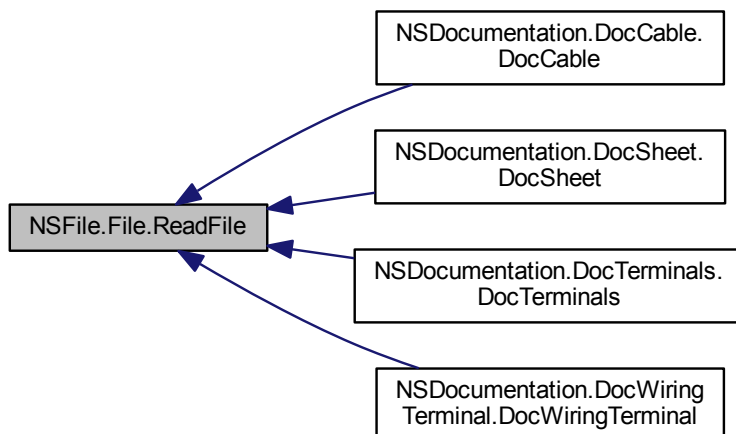 NSDocumentation.DocCable.
DocCable
NSDocumentation.DocSheet.
DocSheet
NSFile.File.ReadFile
NSDocumentation.DocTerminals.
DocTerminals
NSDocumentation.DocWiring
Terminal.DocWiringTerminal